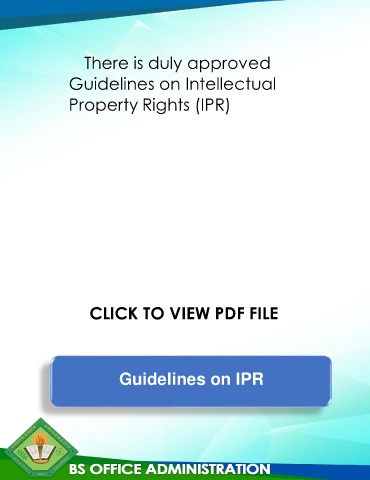 There is duly approved
Guidelines on Intellectual
Property Rights (IPR)
CLICK TO VIEW PDF FILE
Guidelines on IPR
BS OFFICE ADMINISTRATION